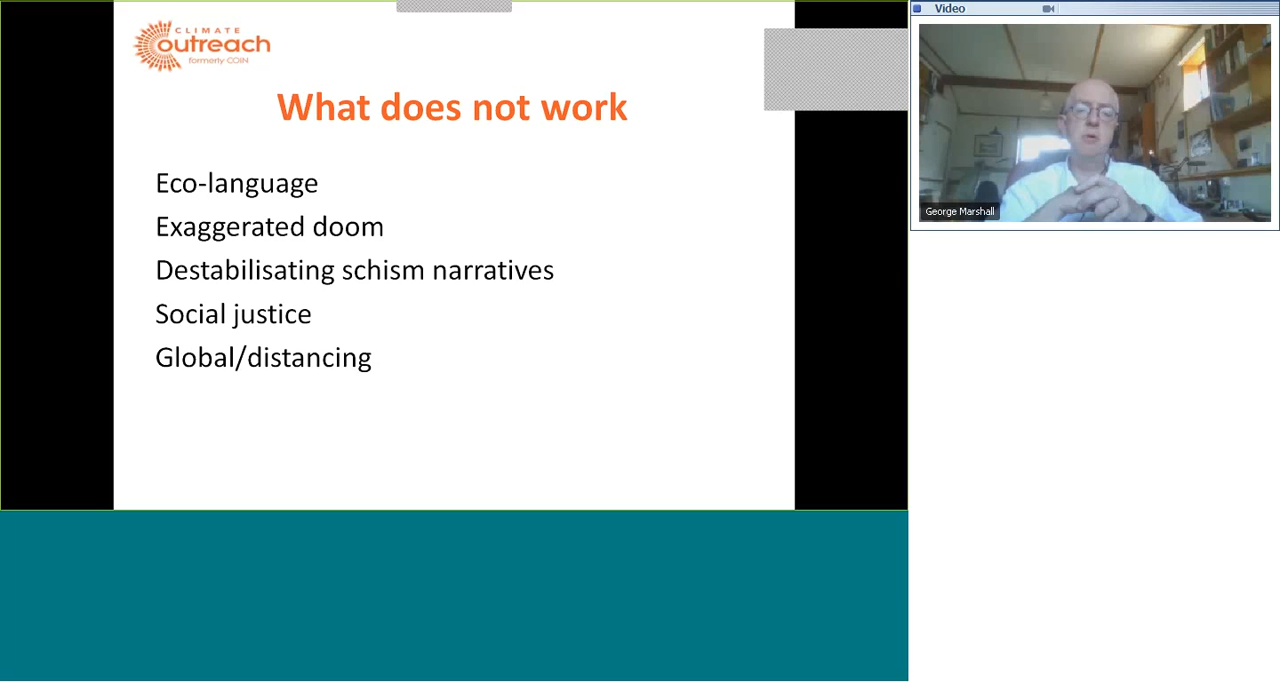 CLIMATE
outreach
formerly COIN
What does not work
Eco-language
Exaggerated doom
Destabilisating schism narratives
Social justice
Global/distancing
Video
George Marshall